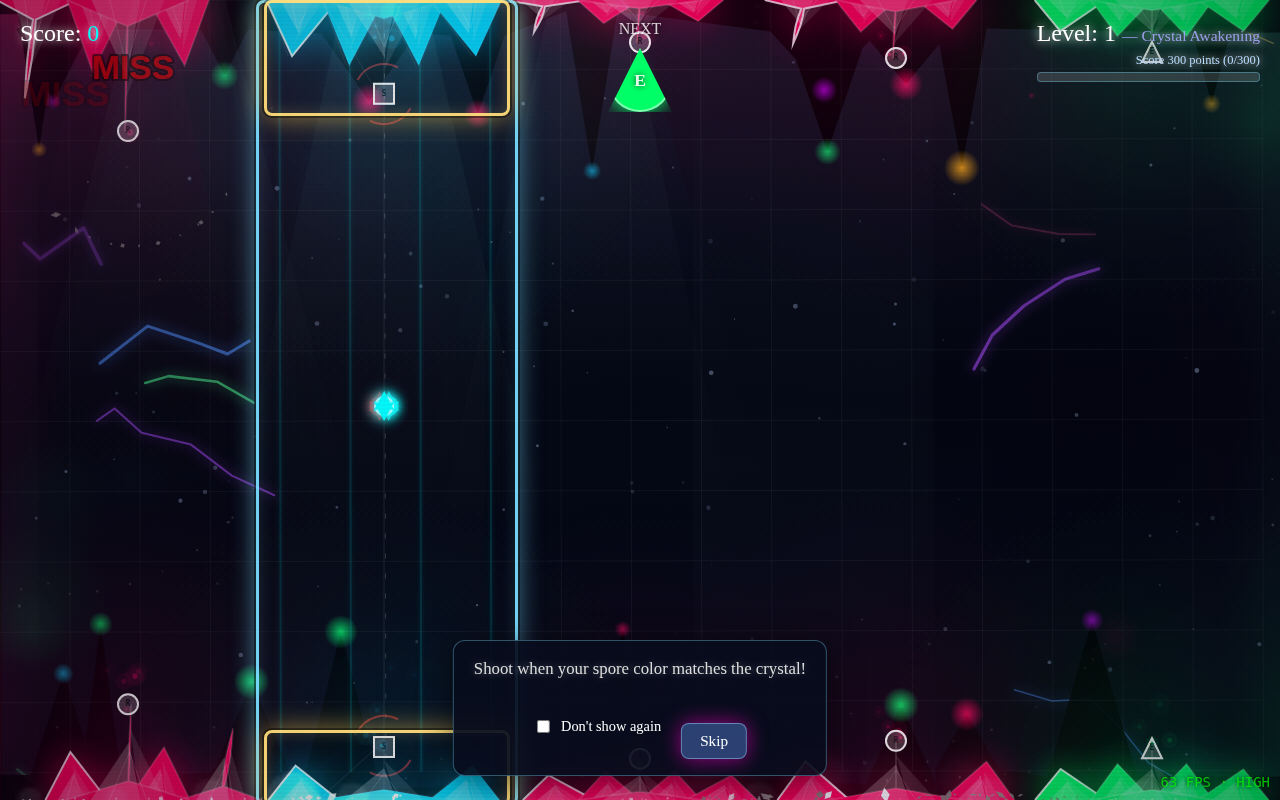 Score: 0
NEXT
Level: 1 — Crystal Awakening
Score 300 points (0/300)
MISS
MISS
E
S
S
Shoot when your spore color matches the crystal!
Don't show again
Skip
63 FPS · HIGH